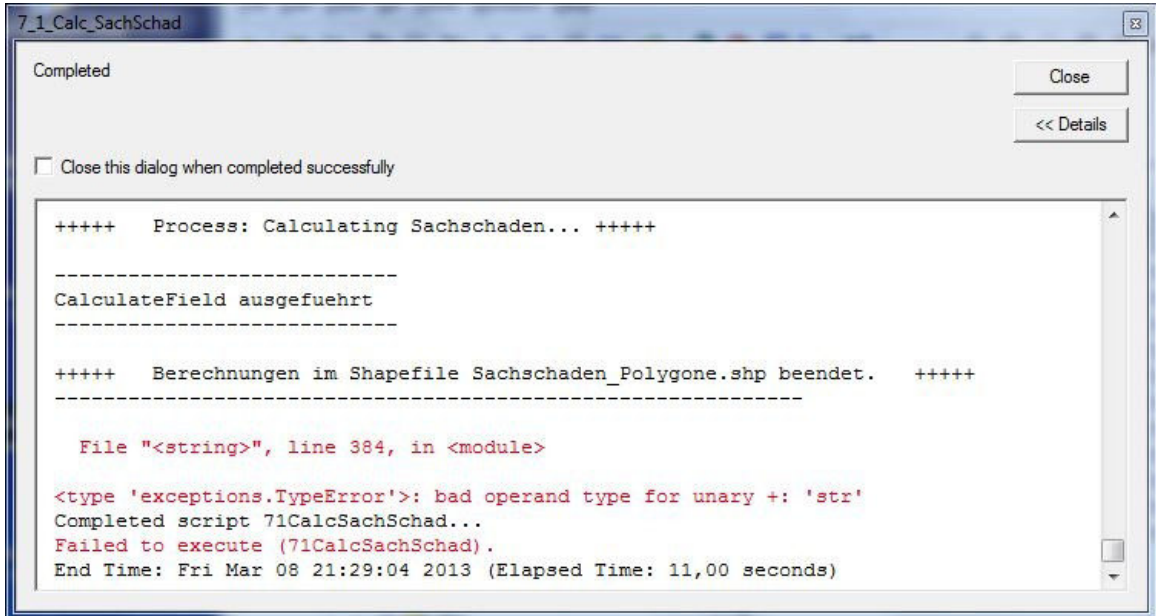 7_1_Calc_SachSchad
Completed
Close
<< Details
Close this dialog when completed successfully
+++++   Process: Calculating Sachschaden... +++++
----------------------------
CalculateField ausgefuehrt
----------------------------
+++++   Berechnungen im Shapefile Sachschaden_Polygone.shp beendet.   +++++
-------------------------------------------------------------
File "<string>", line 384, in <module>
<type 'exceptions.TypeError'>: bad operand type for unary +: 'str'
Completed script 71CalcSachSchad...
Failed to execute (71CalcSachSchad).
End Time: Fri Mar 08 21:29:04 2013 (Elapsed Time: 11,00 seconds)